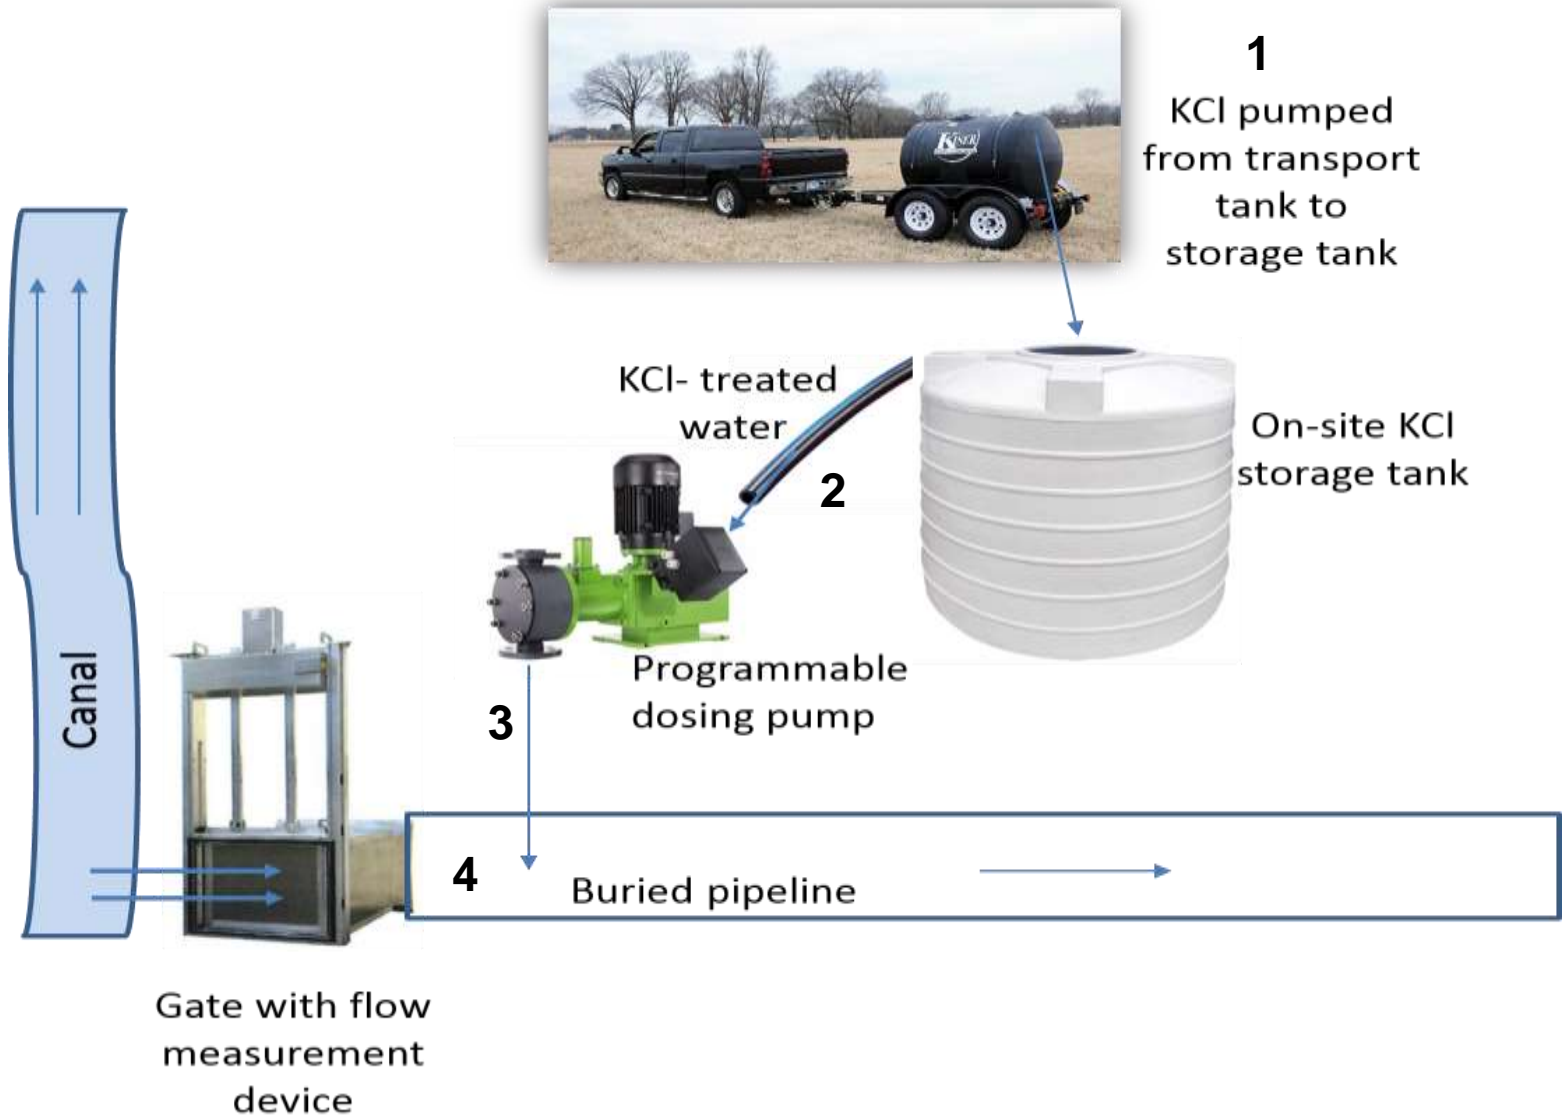 1
KCl pumped
from transport
tank to
storage tank
KISER
KCl- treated
water
2
On-site KCl
storage tank
Programmable
dosing pump
3
Canal
4
Buried pipeline
Gate with flow
measurement
device